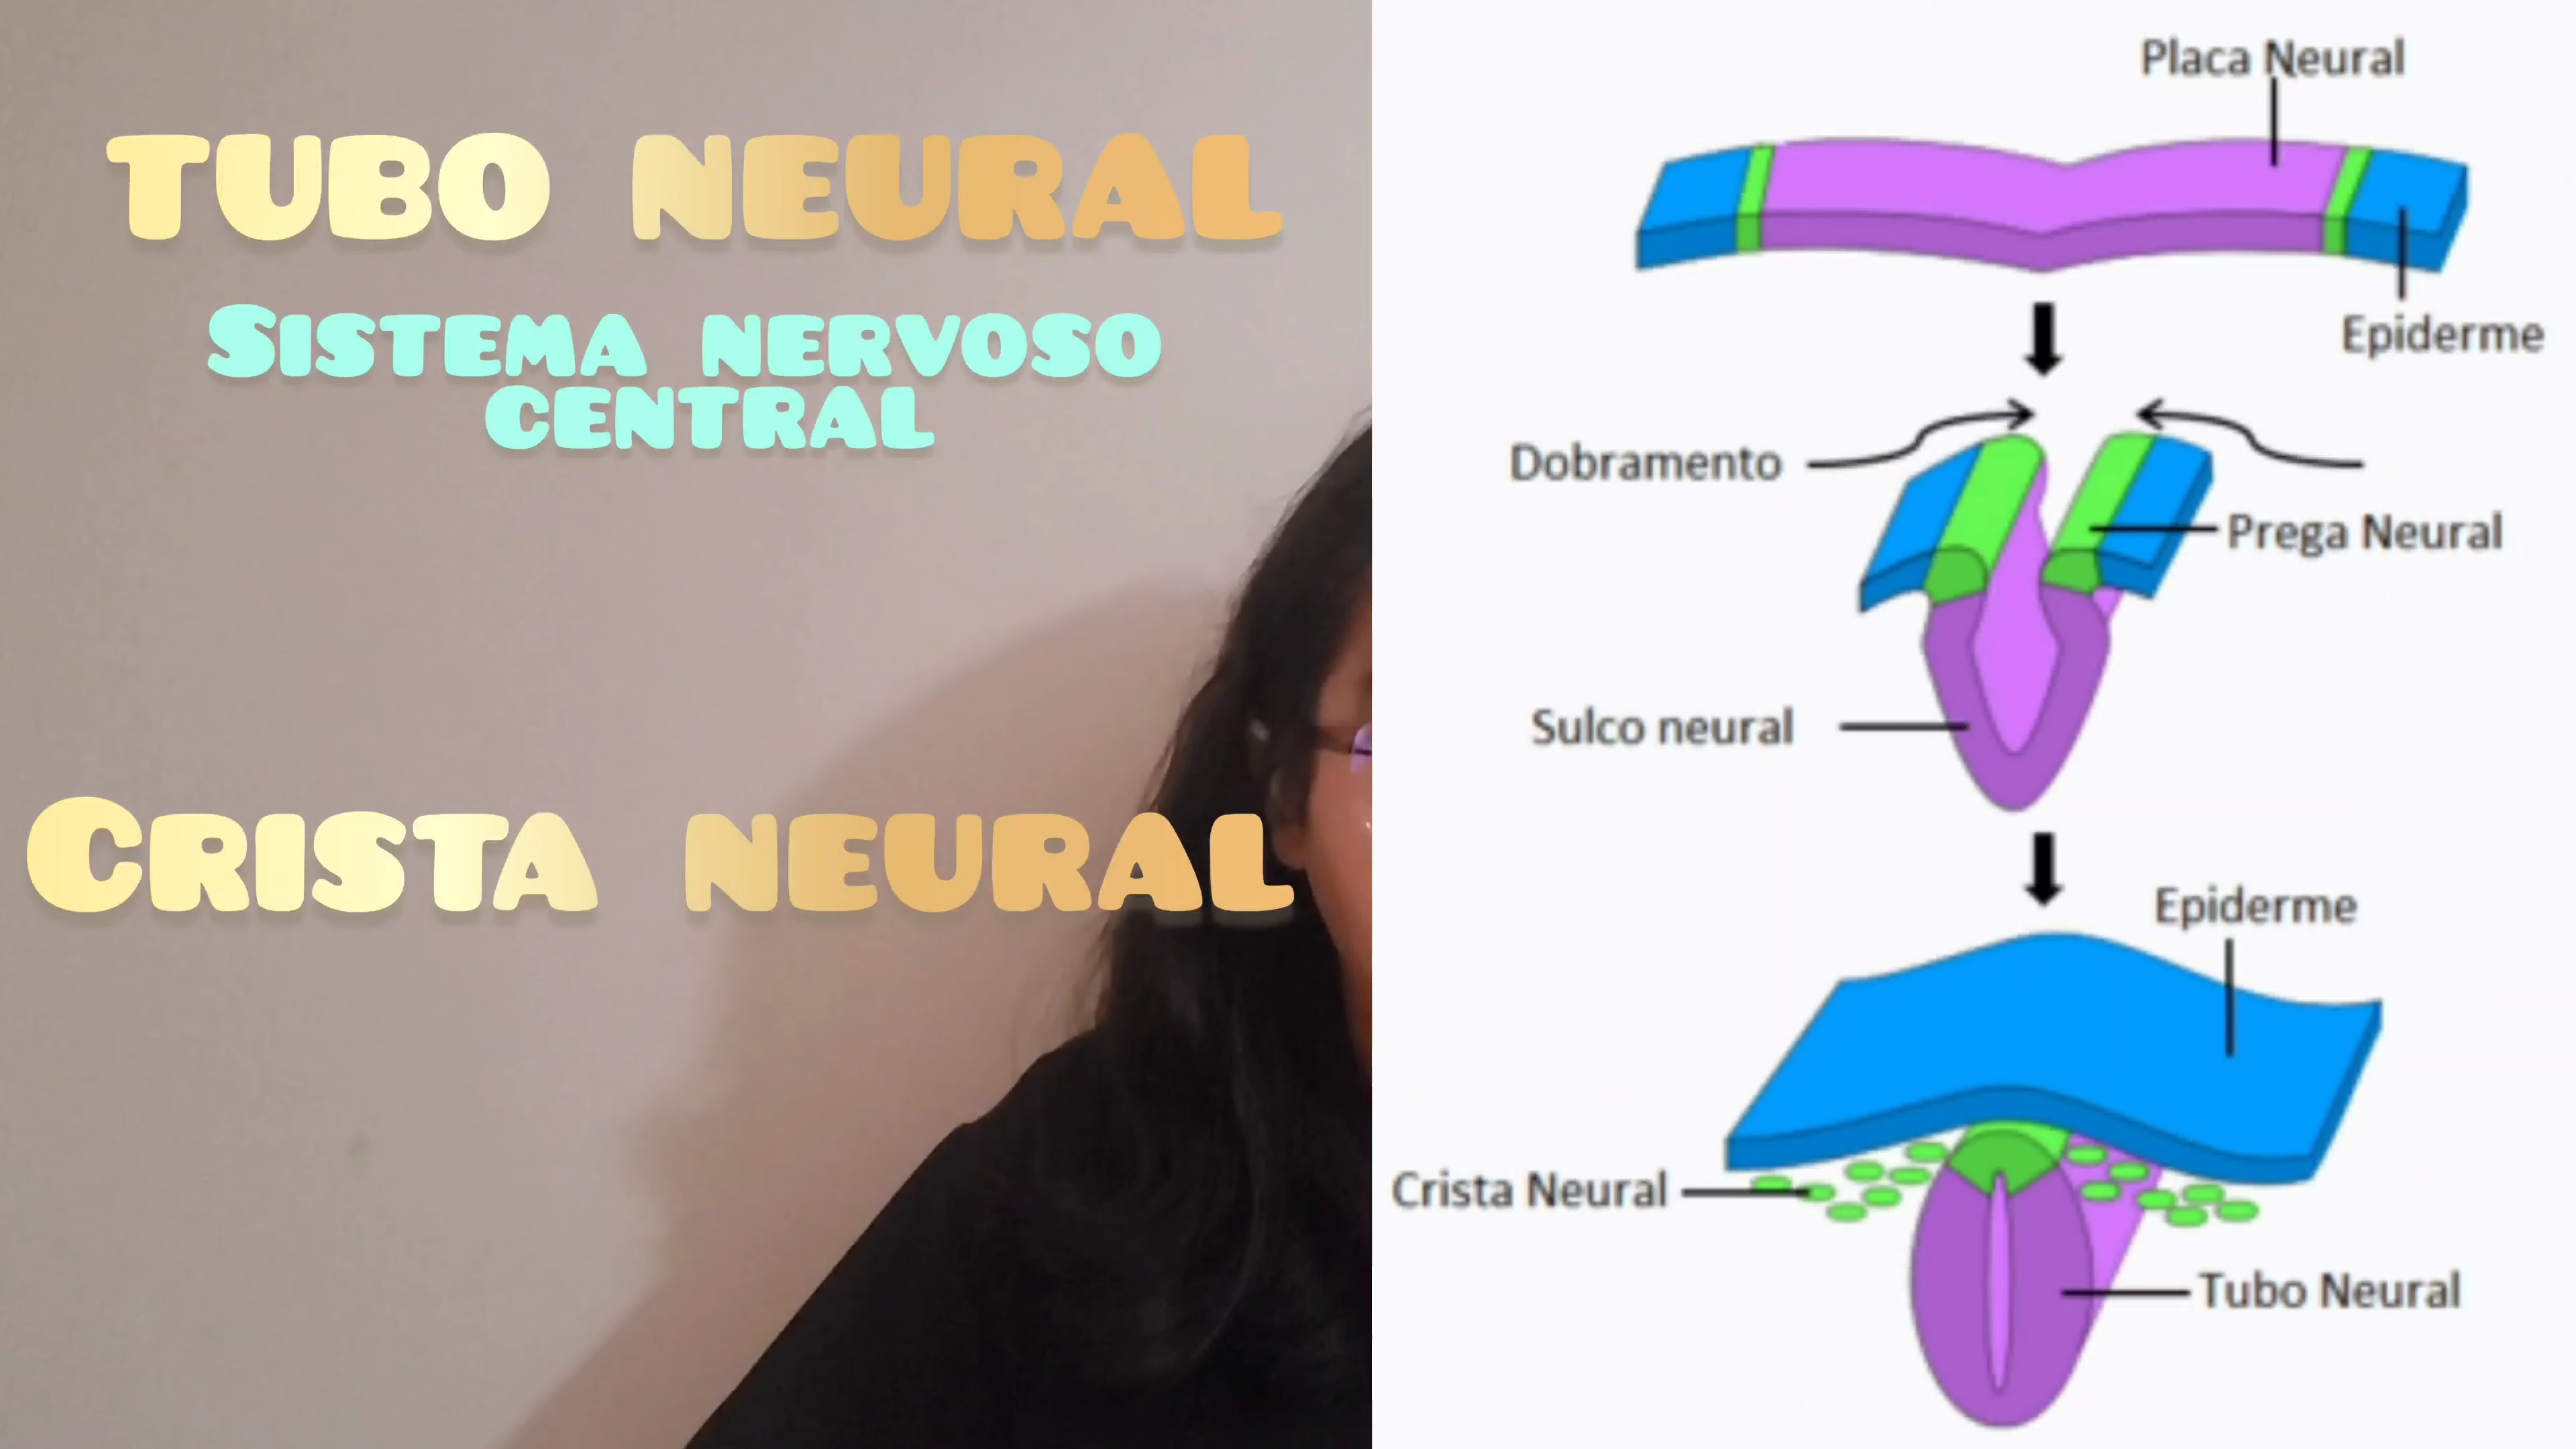 TUBO NEURAL
SISTEMA NERVOSO
CENTRAL
CRISTA NEURAL
Placa Neural
Epiderme
Dobramento
Prega Neural
Sulco neural
Epiderme
Crista Neural
Tubo Neural